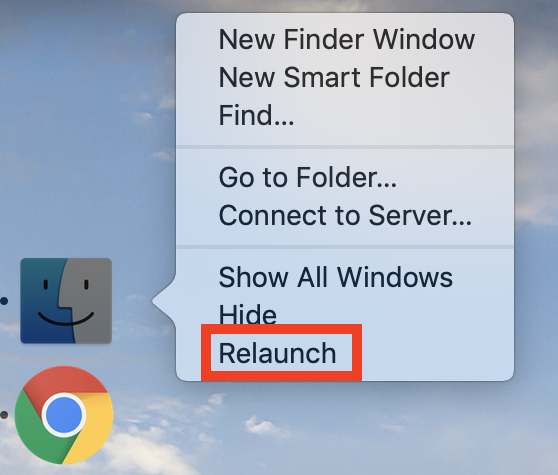 New Finder Window
New Smart Folder
Find...
Go to Folder...
Connect to Server...
Show All Windows
Hide
Relaunch